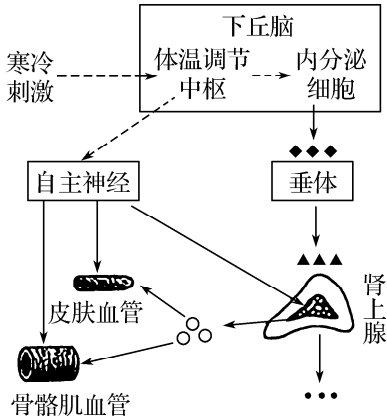 下丘脑
寒冷
刺激
体温调节
中枢
内分泌
细胞
自主神经
垂体
皮肤血管
肾上腺
骨骼肌血管